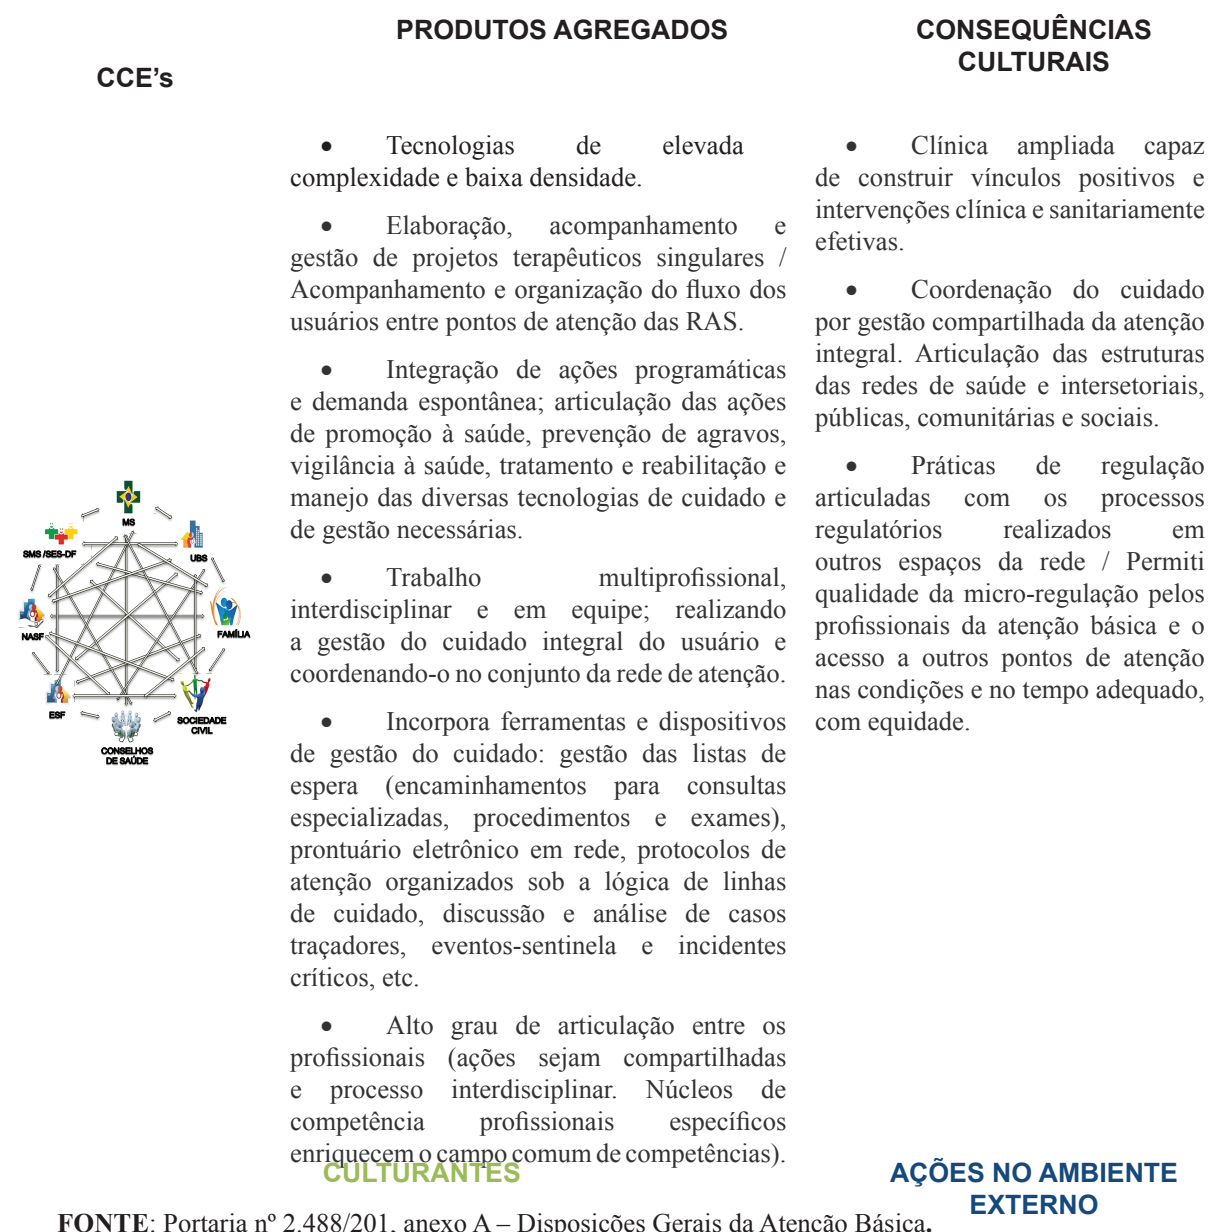 PRODUTOS AGREGADOS
CONSEQUÊNCIAS
CULTURAIS
CCE's
• Tecnologias de elevada
complexidade e baixa densidade.
• Elaboração, acompanhamento e
gestão de projetos terapêuticos singulares /
Acompanhamento e organização do fluxo dos
usuários entre pontos de atenção das RAS.
• Integração de ações programáticas
e demanda espontânea; articulação das ações
de promoção à saúde, prevenção de agravos,
vigilância à saúde, tratamento e reabilitação e
manejo das diversas tecnologias de cuidado e
de gestão necessárias.
• Trabalho multiprofissional,
interdisciplinar e em equipe; realizando
a gestão do cuidado integral do usuário e
coordenando-o no conjunto da rede de atenção.
• Incorpora ferramentas e dispositivos
de gestão do cuidado: gestão das listas de
espera (encaminhamentos para consultas
especializadas, procedimentos e exames),
prontuário eletrônico em rede, protocolos de
atenção organizados sob a lógica de linhas
de cuidado, discussão e análise de casos
traçadores, eventos-sentinela e incidentes
críticos, etc.
• Alto grau de articulação entre os
profissionais (ações sejam compartilhadas
e processo interdisciplinar. Núcleos de
competência profissionais específicos
enriquecem o campo comum de competências).
• Clínica ampliada capaz
de construir vínculos positivos e
intervenções clínica e sanitariamente
efetivas.
• Coordenação do cuidado
por gestão compartilhada da atenção
integral. Articulação das estruturas
das redes de saúde e intersetoriais,
públicas, comunitárias e sociais.
• Práticas de regulação
articuladas com os processos
regulatórios realizados em
outros espaços da rede / Permiti
qualidade da micro-regulação pelos
profissionais da atenção básica e o
acesso a outros pontos de atenção
nas condições e no tempo adequado,
com equidade.
MS
SMS /SES-DF
UBS
NASF
FAMÍLIA
ESF
SOCIEDADE
CIVIL
CONSELHOS
DE SAÚDE
CULTURANTES
AÇÕES NO AMBIENTE
EXTERNO
FONTE: Portaria nº 2.488/201, anexo A – Disposições Gerais da Atenção Básica.